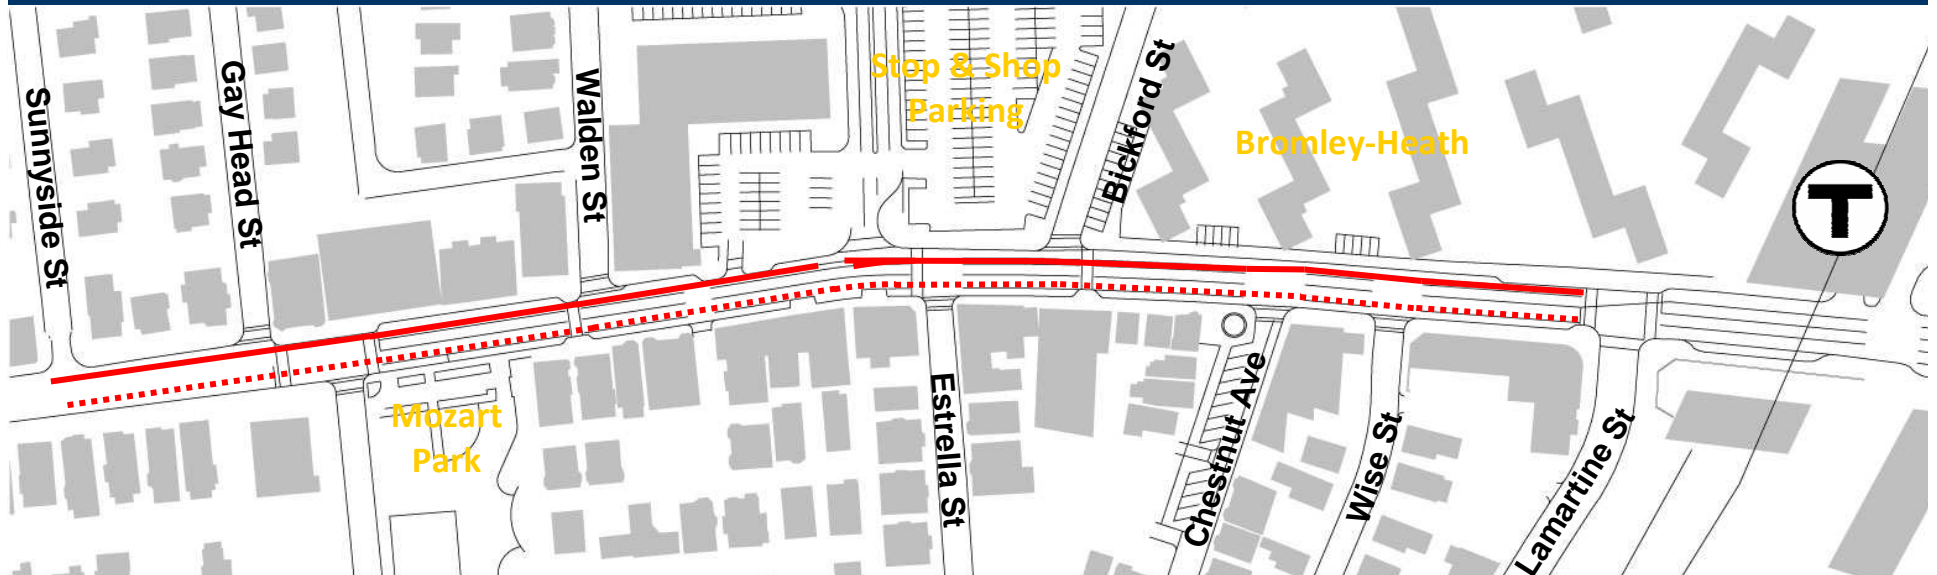 Sunnyside St
Gay Head St
Walden St
Stop & Shop
Parking
Bickford St
Bromley-Heath
T
Mozart
Park
Estrella St
Chestnut Ave
Wise St
Lamartine St